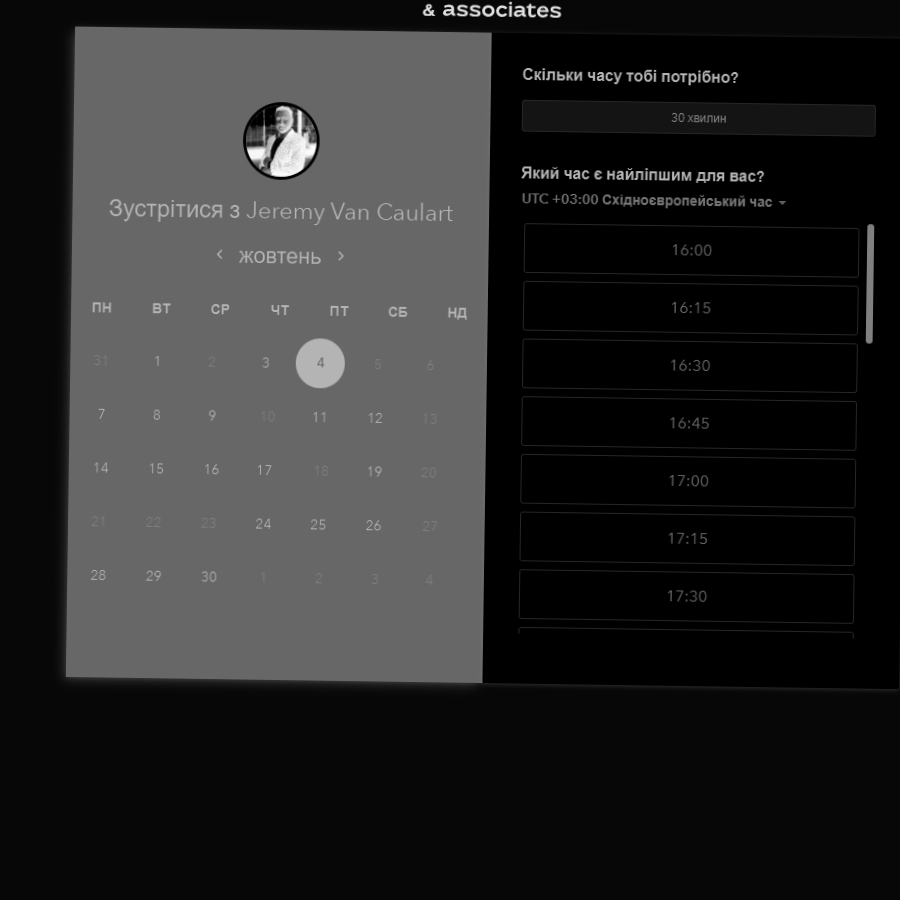 & associates
Зустрітися з Jeremy Van Caulart
жовтень
ПН ВТ СР ЧТ ПТ СБ НД
31 1 2 3 4 5 6
7 8 9 10 11 12 13
14 15 16 17 18 19 20
21 22 23 24 25 26 27
28 29 30 1 2 3 4
Скільки часу тобі потрібно?
30 хвилин
Який час є найліпшим для вас?
UTC +03:00 Східноєвропейський час
16:00
16:15
16:30
16:45
17:00
17:15
17:30